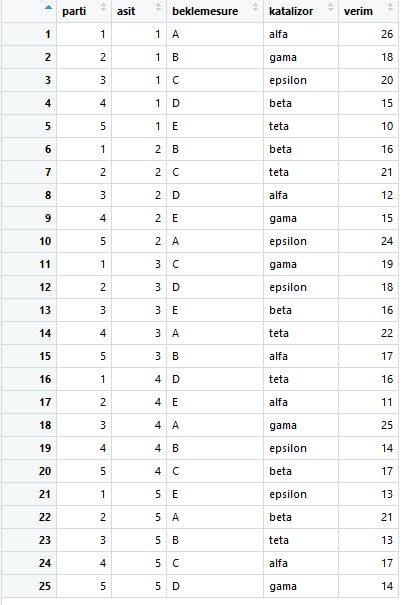 parti asit beklemesure katalizor verim
1 1 1 A alfa 26
2 2 1 B gama 18
3 3 1 C epsilon 20
4 4 1 D beta 15
5 5 1 E teta 10
6 1 2 B beta 16
7 2 2 C teta 21
8 3 2 D alfa 12
9 4 2 E gama 15
10 5 2 A epsilon 24
11 1 3 C gama 19
12 2 3 D epsilon 18
13 3 3 E beta 16
14 4 3 A teta 22
15 5 3 B alfa 17
16 1 4 D teta 16
17 2 4 E alfa 11
18 3 4 A gama 25
19 4 4 B epsilon 14
20 5 4 C beta 17
21 1 5 E epsilon 13
22 2 5 A beta 21
23 3 5 B teta 13
24 4 5 C alfa 17
25 5 5 D gama 14